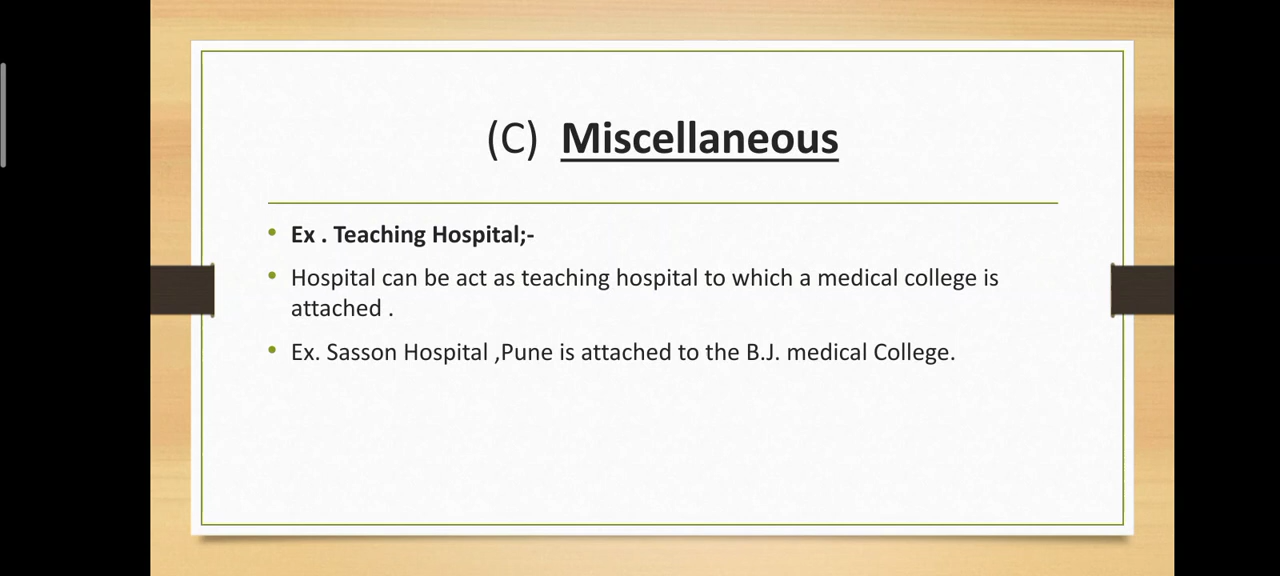 (C) Miscellaneous
• Ex . Teaching Hospital;-
• Hospital can be act as teaching hospital to which a medical college is
attached .
• Ex. Sasson Hospital ,Pune is attached to the B.J. medical College.